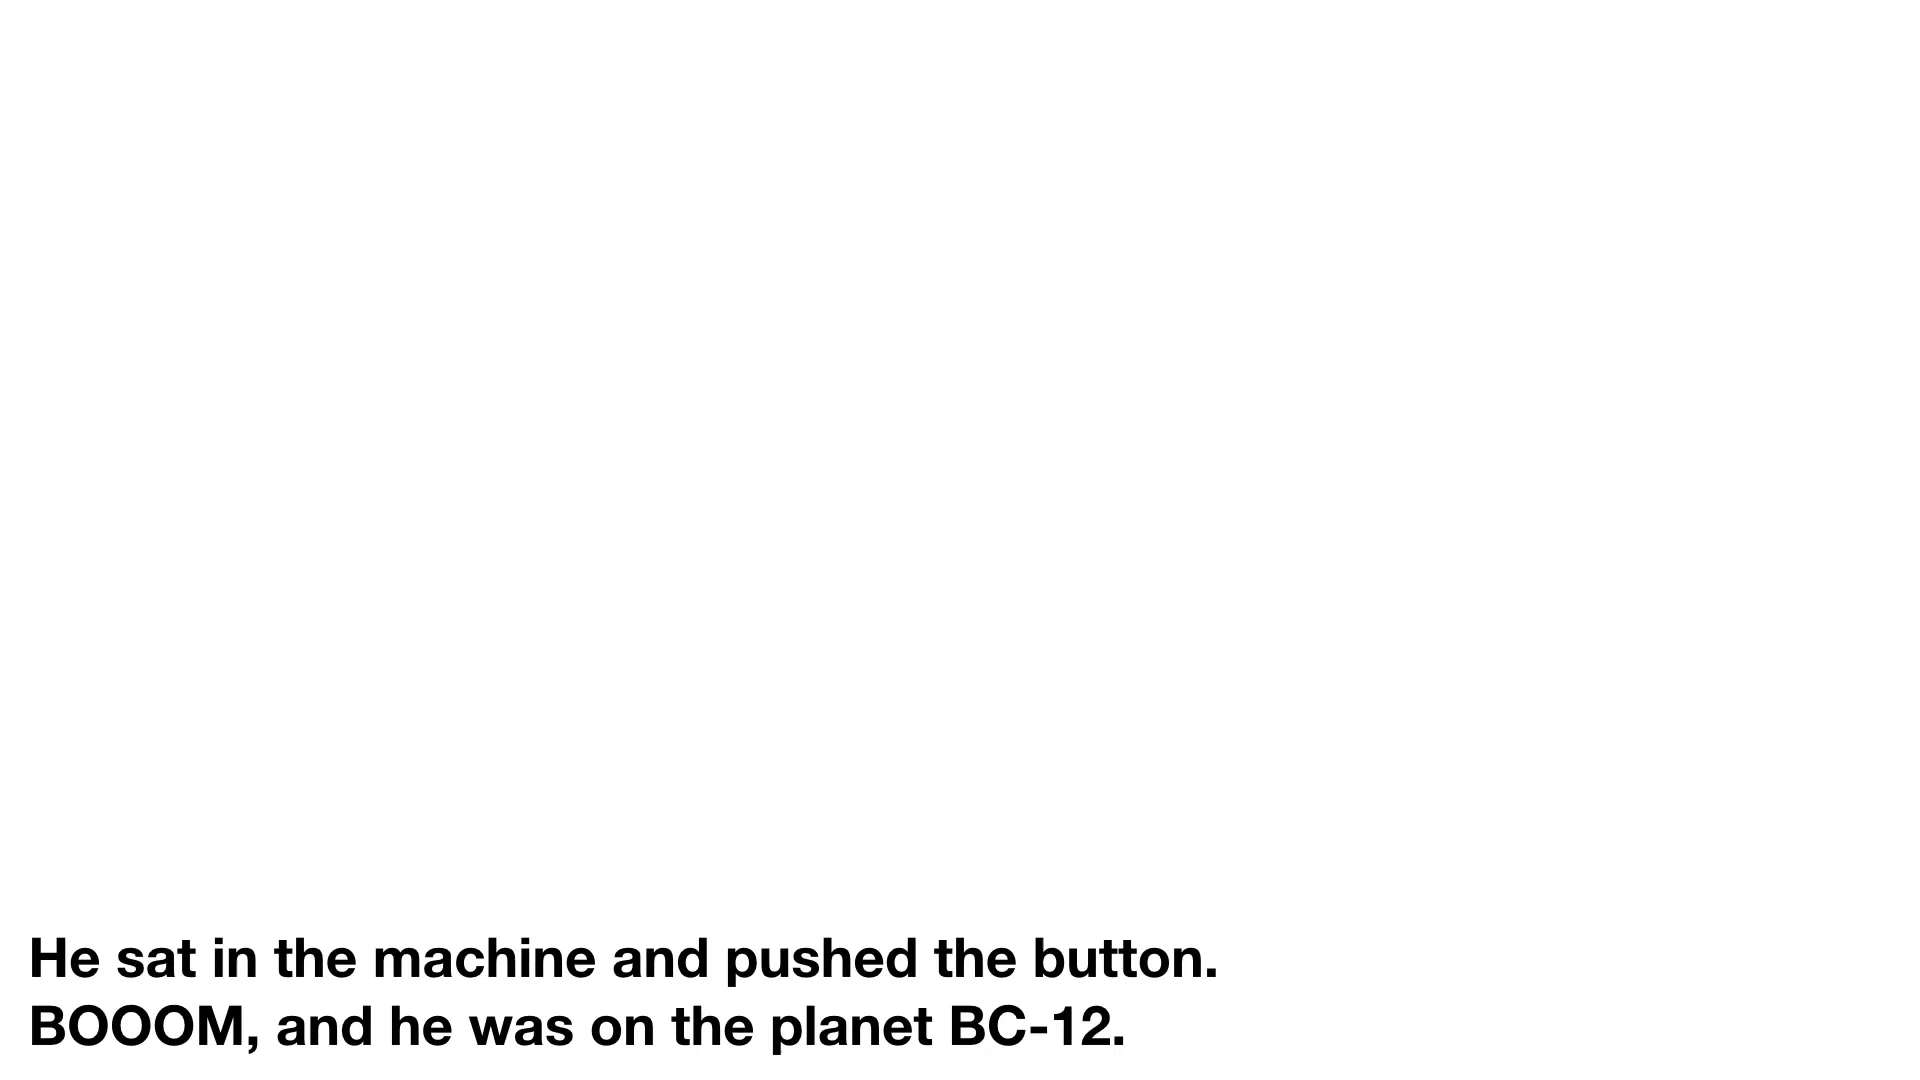 He sat in the machine and pushed the button.
BOOOM, and he was on the planet BC-12.